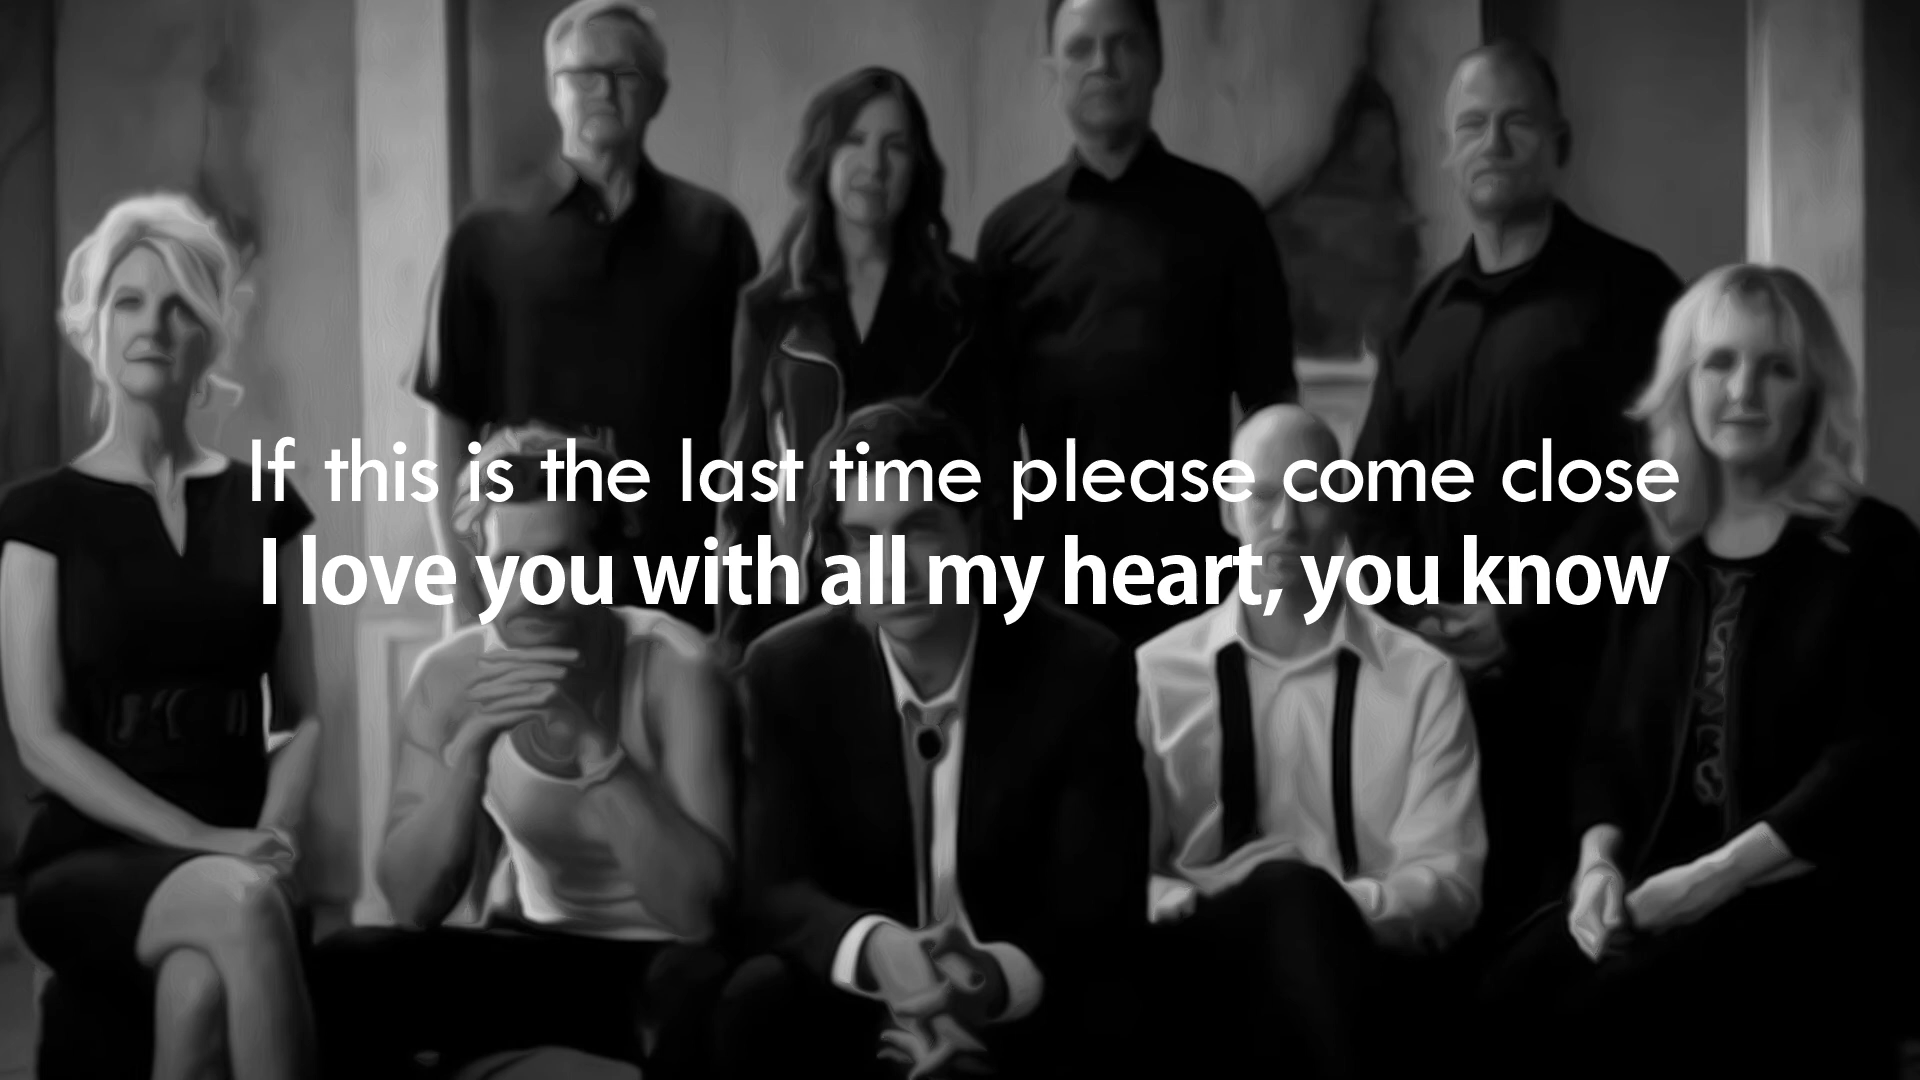 If this is the last time please come close
I love you with all my heart, you know